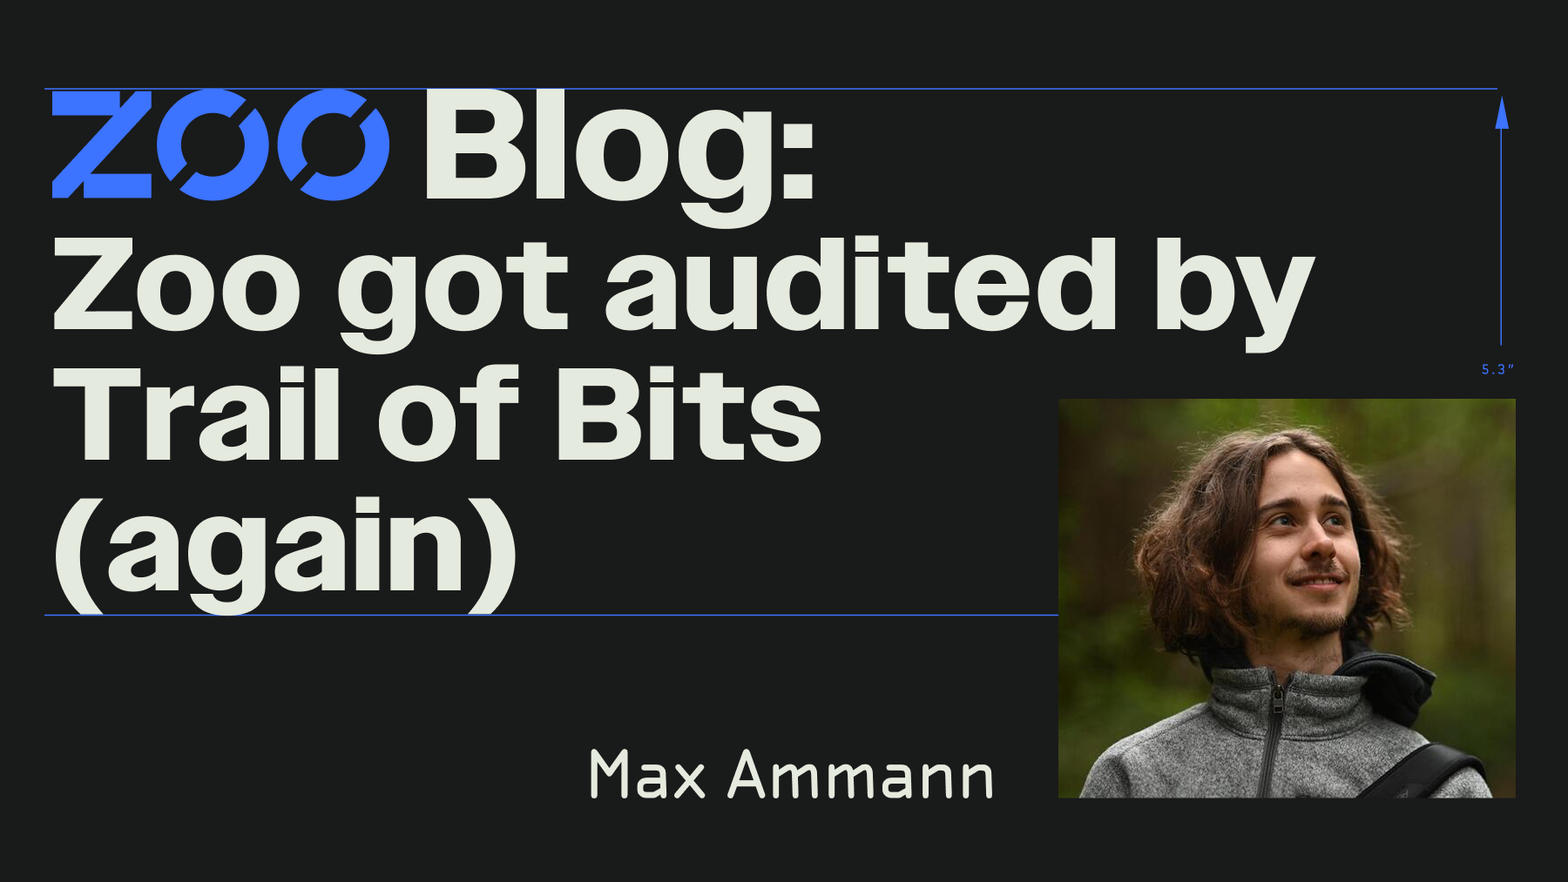 ZOO Blog:
Zoo got audited by
Trail of Bits
(again)
5.3"
Max Ammann